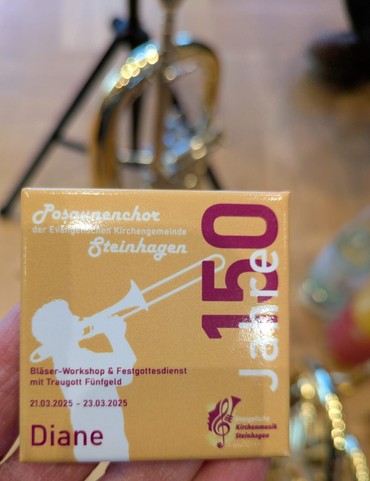 Posaunenchor
der Evangelischen Kirchengemeinde
Steinhagen
150
Jahre
Bläser-Workshop & Festgottesdienst
mit Traugott Fünfgeld
21.03.2025 - 23.03.2025
Diane
Evangelische
Kirchenmusik
Steinhagen